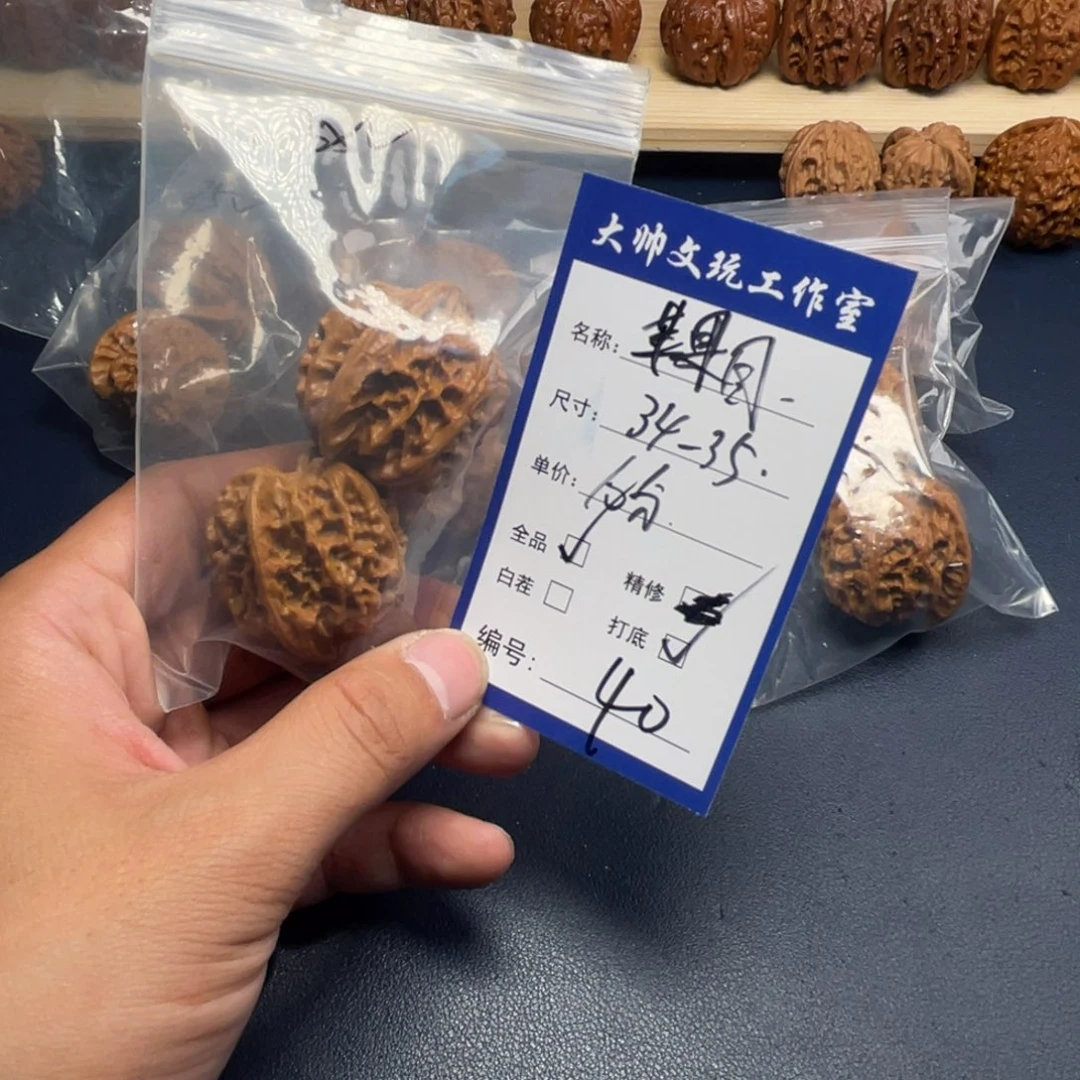 大帅文玩工作室
名称:
尺寸: 34-35.
单价:
全品
精修
白茬
打底
编号: 40